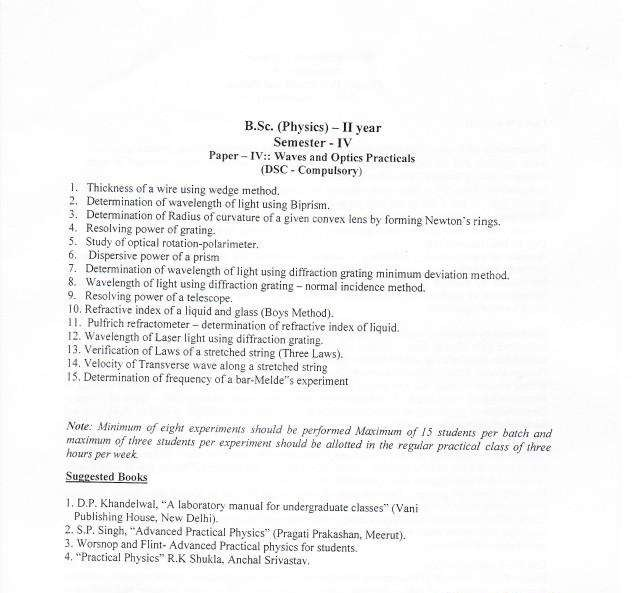 B.Sc. (Physics) – II year
Semester - IV
Paper – IV:: Waves and Optics Practicals
(DSC - Compulsory)
1. Thickness of a wire using wedge method.
2. Determination of wavelength of light using Biprism.
3. Determination of Radius of curvature of a given convex lens by forming Newton's rings.
4. Resolving power of grating.
5. Study of optical rotation-polarimeter.
6. Dispersive power of a prism
7. Determination of wavelength of light using diffraction grating minimum deviation method.
8. Wavelength of light using diffraction grating – normal incidence method.
9. Resolving power of a telescope.
10. Refractive index of a liquid and glass (Boys Method).
11. Pulfrich refractometer – determination of refractive index of liquid.
12. Wavelength of Laser light using diffraction grating.
13. Verification of Laws of a stretched string (Three Laws).
14. Velocity of Transverse wave along a stretched string
15. Determination of frequency of a bar-Melde"s experiment
Note: Minimum of eight experiments should be performed Maximum of 15 students per batch and
maximum of three students per experiment should be allotted in the regular practical class of three
hours per week.
Suggested Books
1. D.P. Khandelwal, "A laboratory manual for undergraduate classes" (Vani
Publishing House, New Delhi).
2. S.P. Singh, "Advanced Practical Physics" (Pragati Prakashan, Meerut).
3. Worsnop and Flint- Advanced Practical physics for students.
4. "Practical Physics" R.K Shukla, Anchal Srivastav.